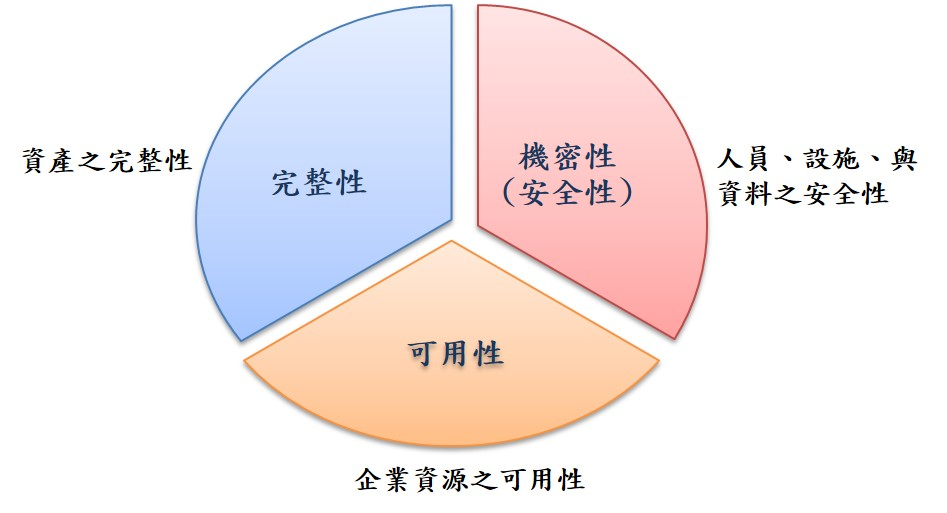 資產之完整性
完整性
機密性
(安全性)
人員、設施、與
資料之安全性
可用性
企業資源之可用性